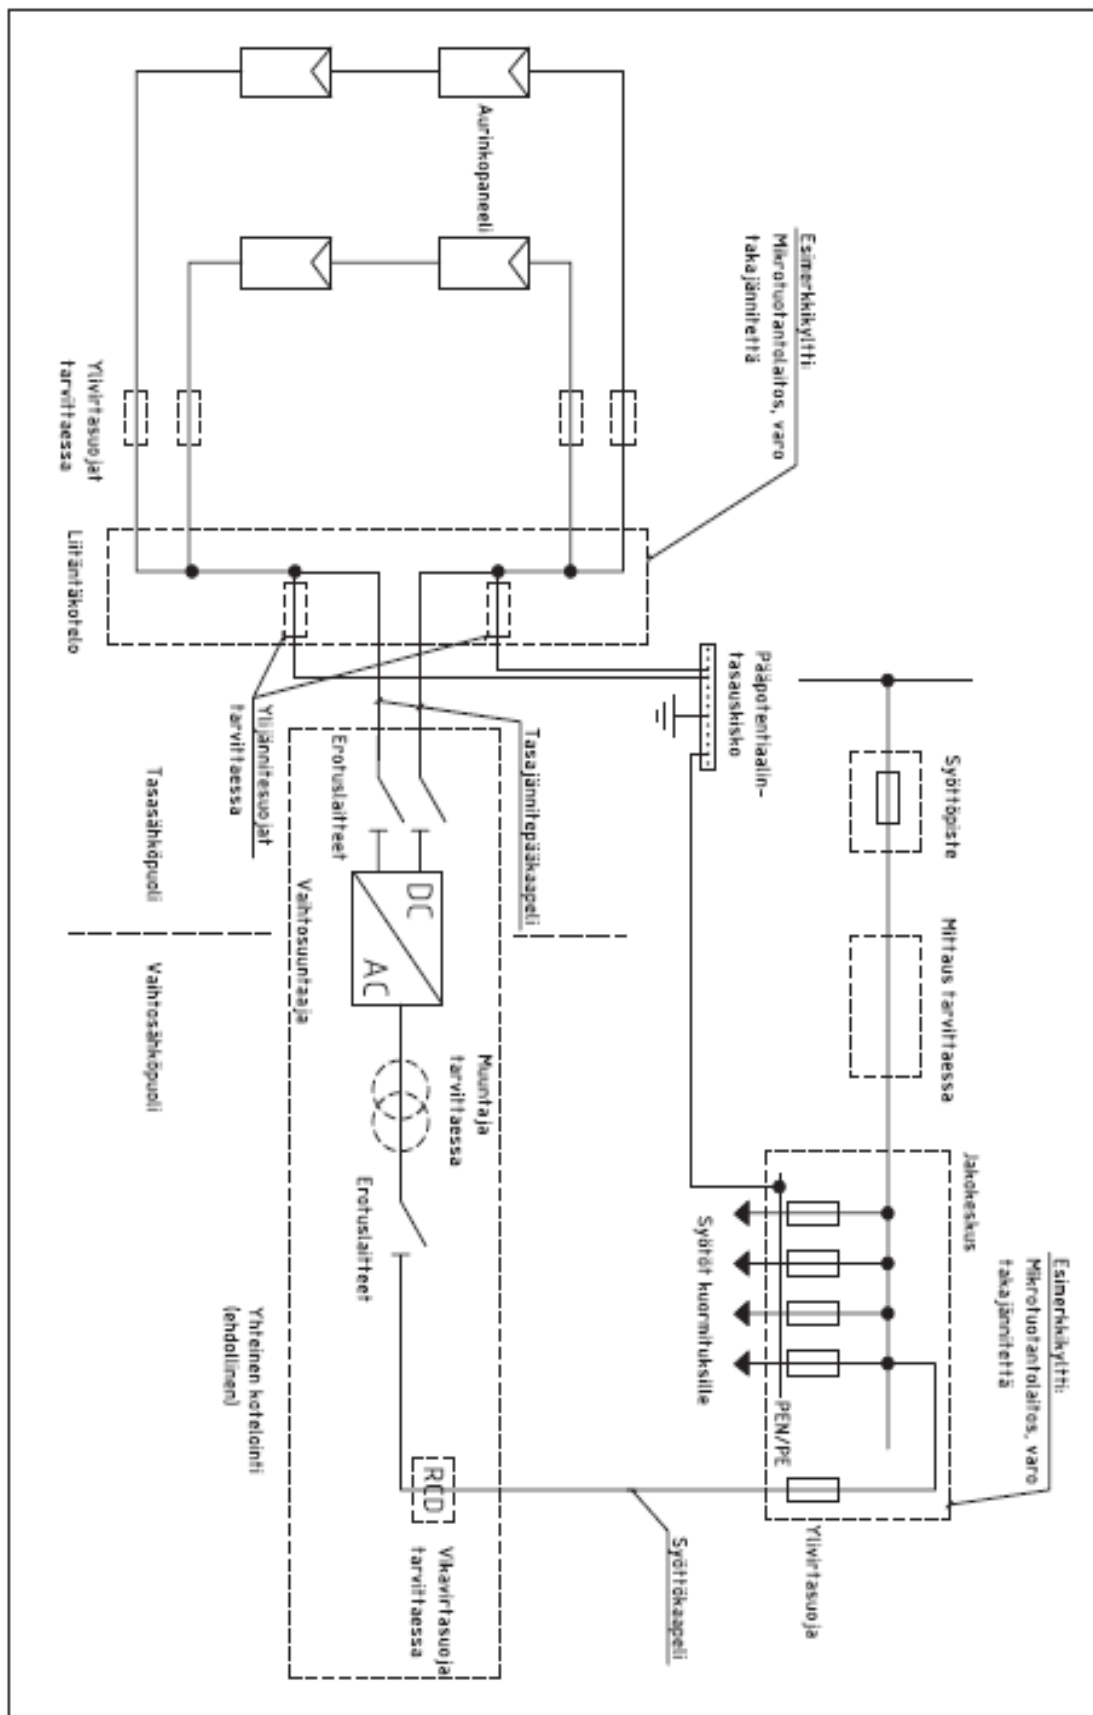 Aurinkopaneeli
Esimerkkikyltti:
Mikrotuotantolaitos, varo
takajännitettä
Ylivirtasuojat
tarvittaessa
Liitäntäkotelo
Ylijännitesuojat
tarvittaessa
Pääpotentiaalin-
tasauskisko
Tasajännitepääkaapeli
Erotuslaitteet
DC
AC
Vaihtosuuntaaja
Tasasähköpuoli
Vaihtosähköpuoli
Muuntaja
tarvittaessa
Erotuslaitteet
Yhteinen kotelointi
(ehdollinen)
RCD
Vikavirtasuoja
tarvittaessa
Syöttökaapeli
Syöttöpiste
Mittaus tarvittaessa
Jakokeskus
Esimerkkikyltti:
Mikrotuotantolaitos, varo
takajännitettä
Syötöt kuormituksille
PEN/PE
Ylivirtasuoja